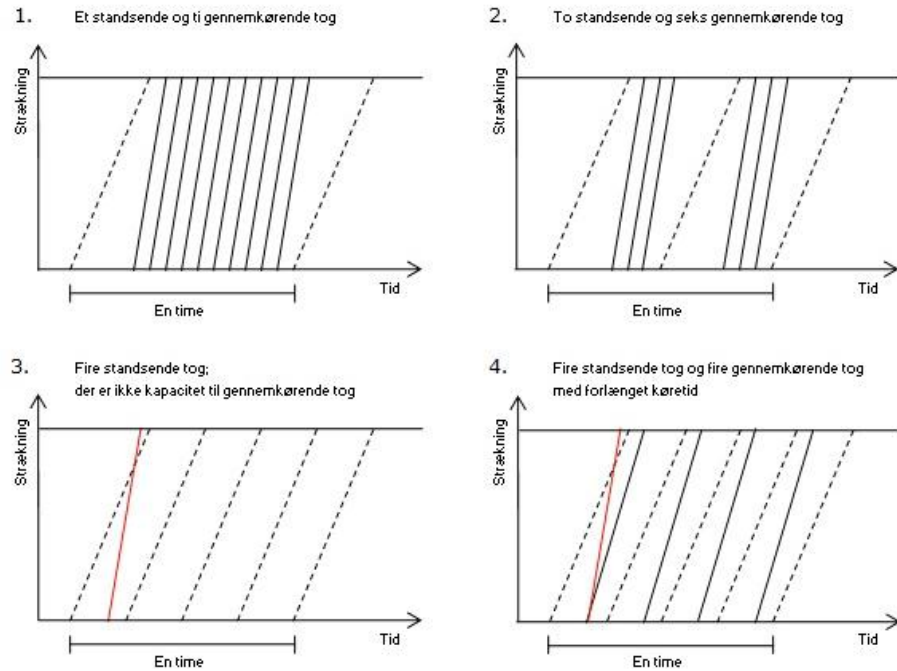 1. Et standsende og ti gennemkørende tog
Strækning
Tid
En time
2. To standsende og seks gennemkørende tog
Strækning
Tid
En time
3. Fire standsende tog;
der er ikke kapacitet til gennemkørende tog
Strækning
Tid
En time
4. Fire standsende tog og fire gennemkørende tog
med forlænget køretid
Strækning
Tid
En time